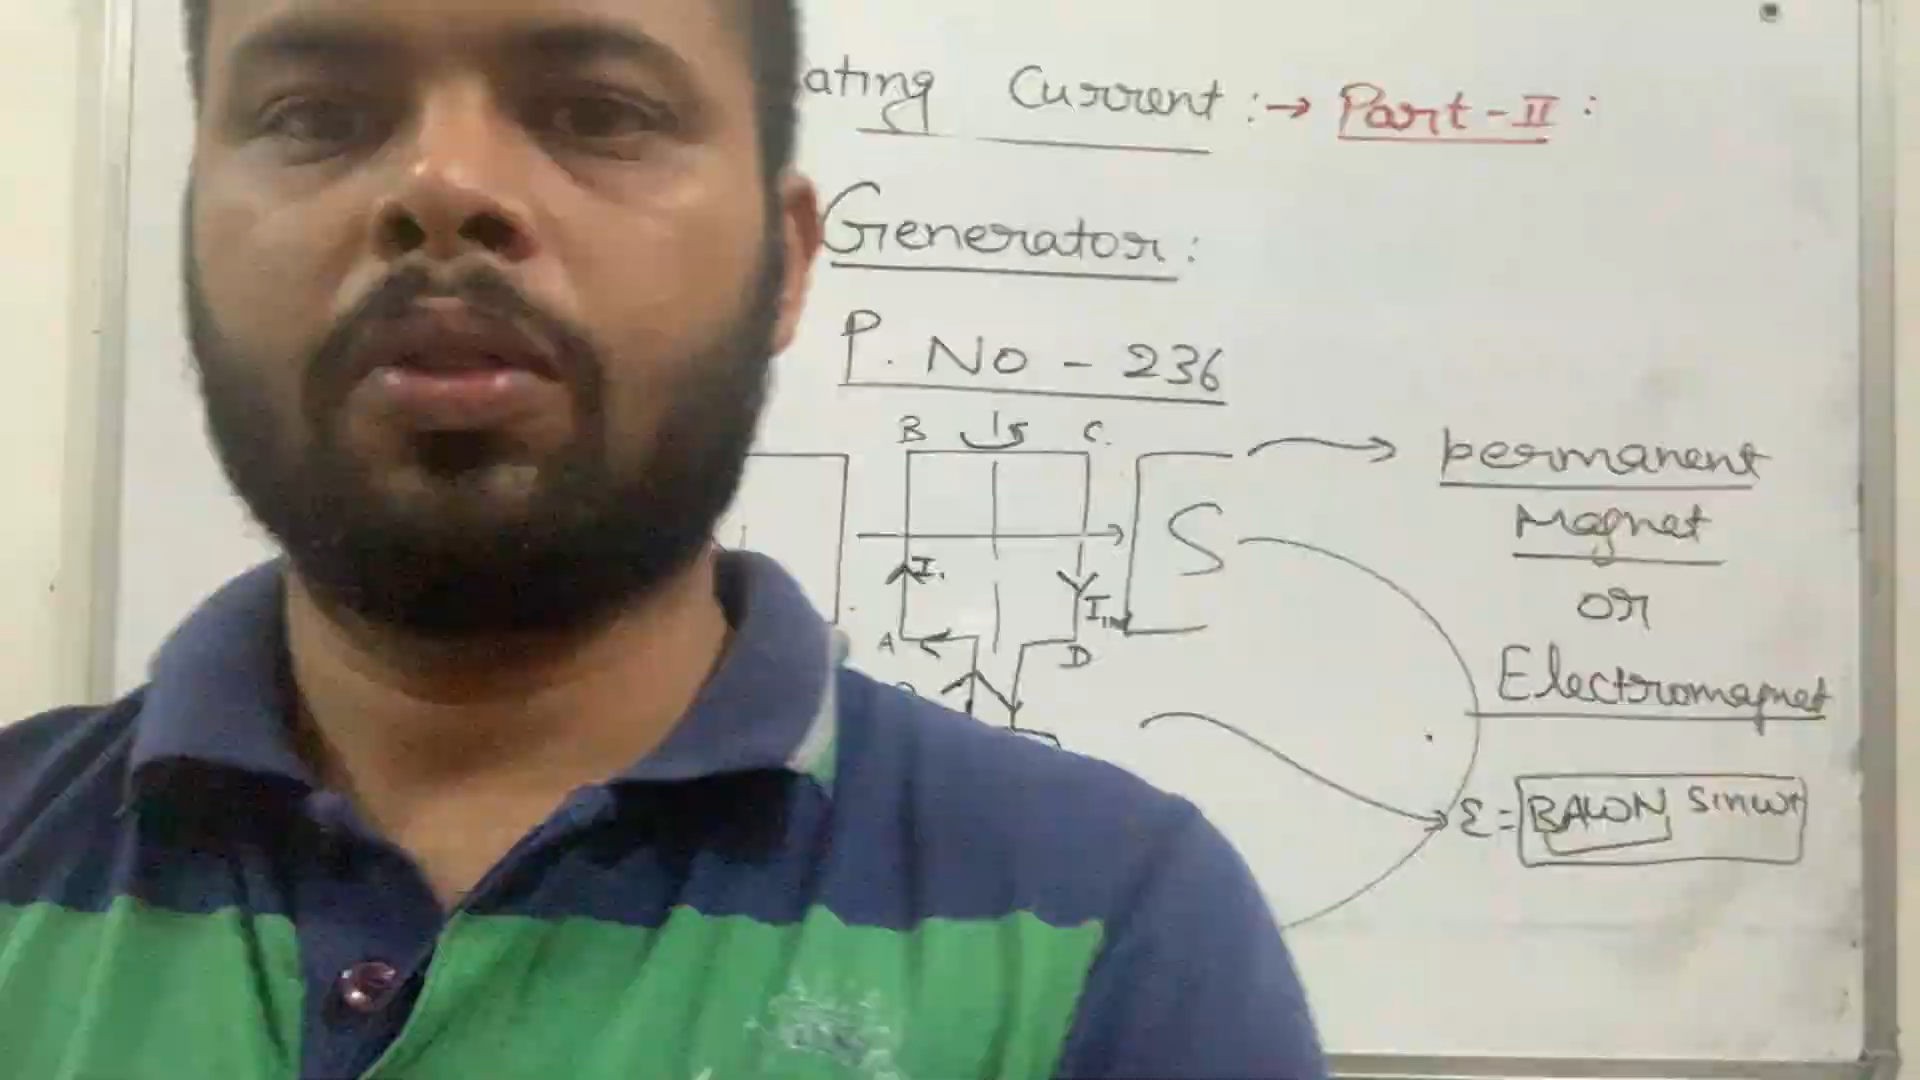 ating Current :→ Part-II :
Generator :
P. No - 236
B C.
permanent
S
Magnet
or
I.
A D
Electromagnet
ε = BAωN sinωt